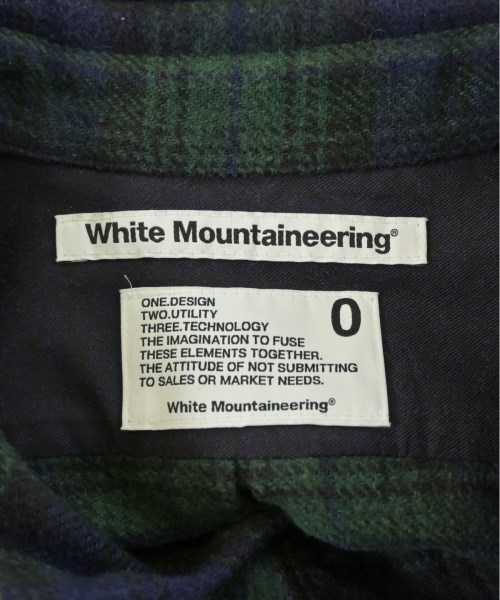 White Mountaineering®
0
ONE.DESIGN
TWO.UTILITY
THREE.TECHNOLOGY
THE IMAGINATION TO FUSE
THESE ELEMENTS TOGETHER.
THE ATTITUDE OF NOT SUBMITTING
TO SALES OR MARKET NEEDS.
White Mountaineering®